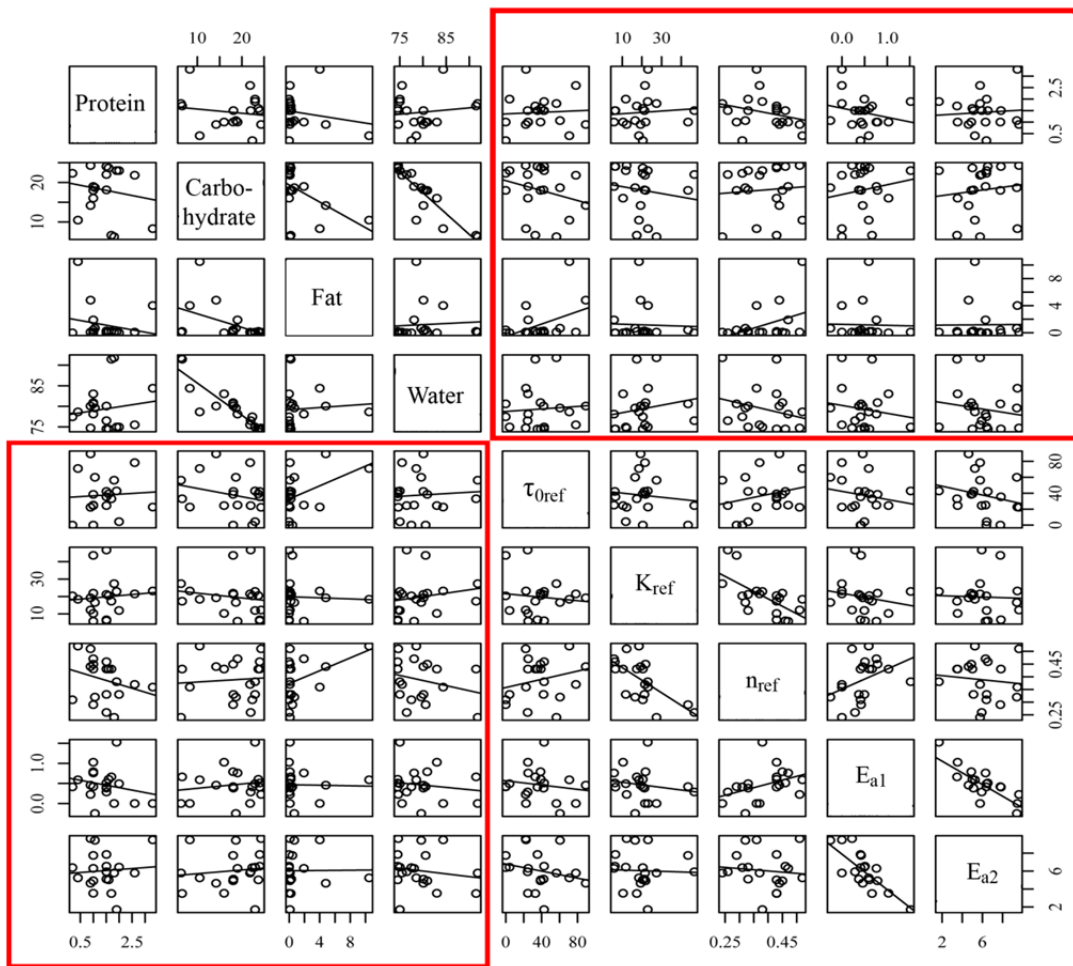 10 20 75 85 10 30 0.0 1.0
Protein 0.5 2.5
10 20 Carbo-
hydrate
Fat 0 4 8
75 85 Water
τ0ref 0 40 80
10 30 Kref
nref 0.25 0.45
0.0 1.0 Ea1
Ea2 2 6
0.5 2.5 0 4 8 0 40 80 0.25 0.45 2 6